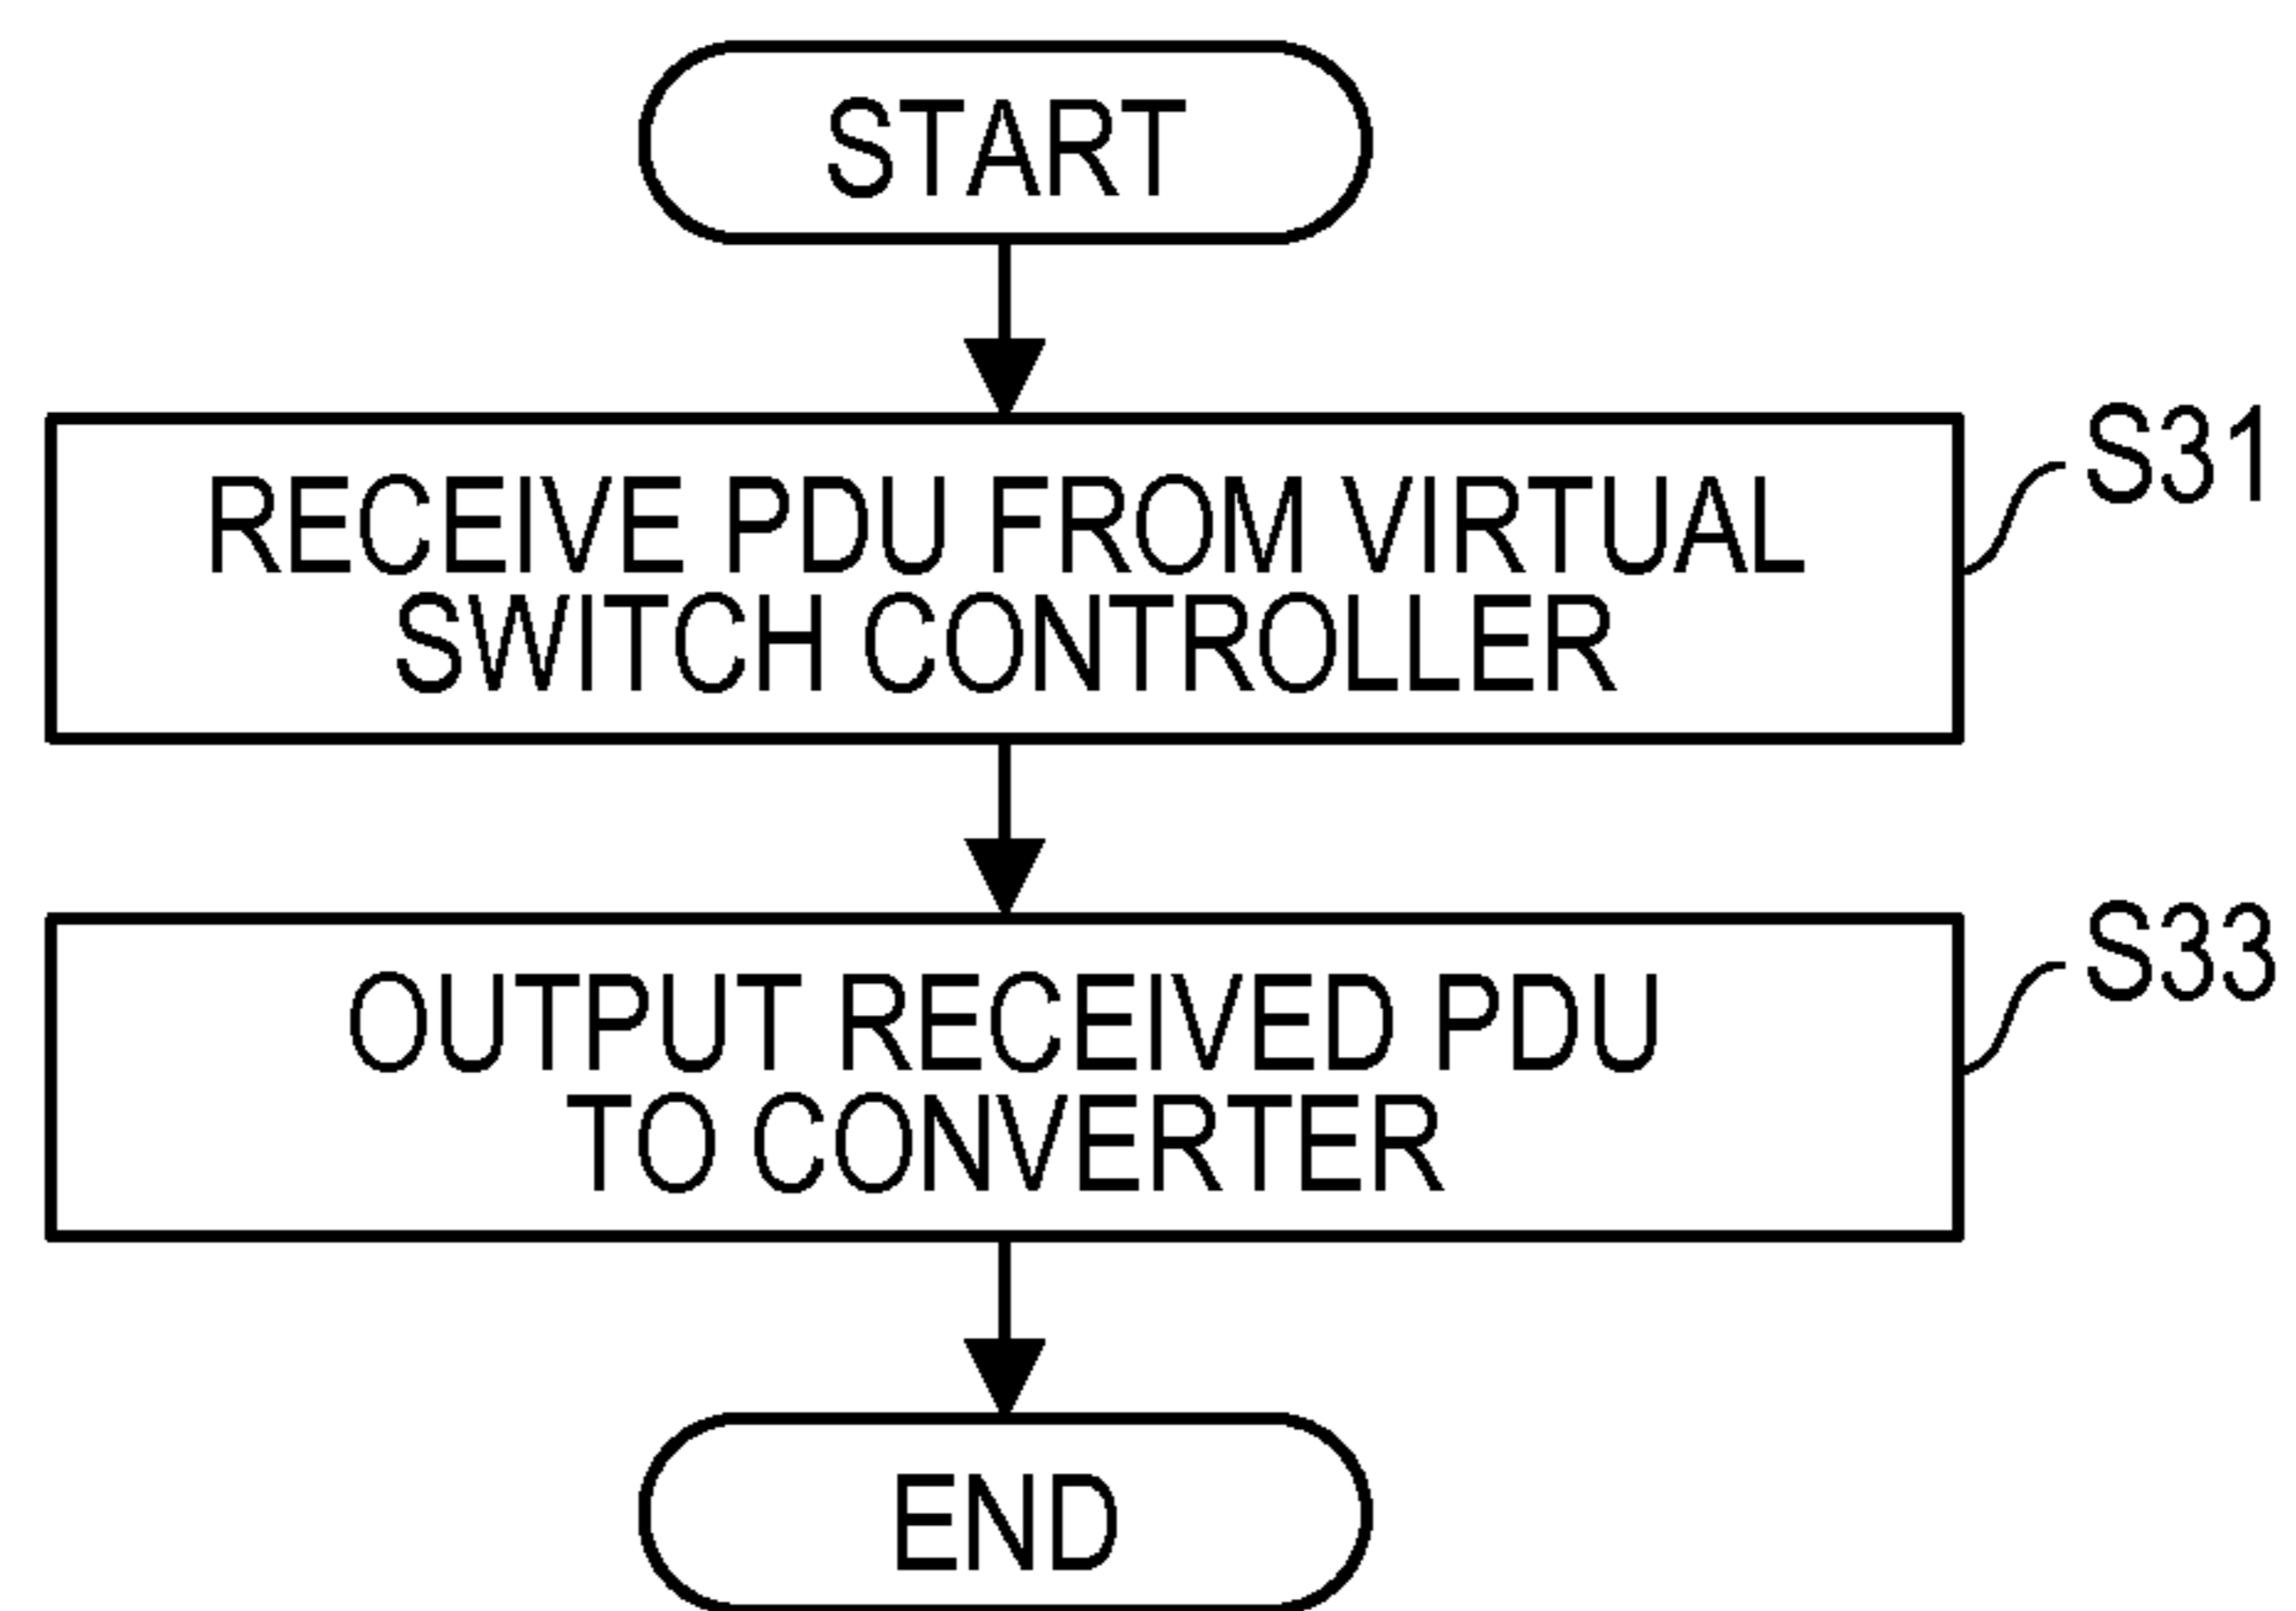 START
RECEIVE PDU FROM VIRTUAL
SWITCH CONTROLLER
S31
OUTPUT RECEIVED PDU
TO CONVERTER
S33
END